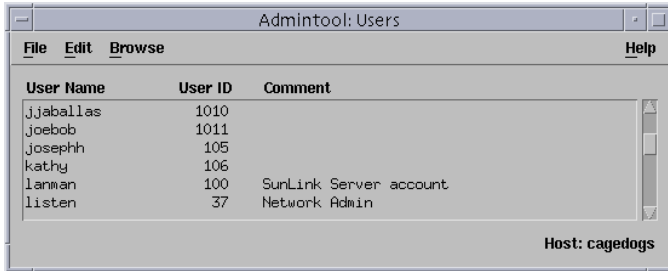 Admintool: Users
File Edit Browse Help
User Name User ID Comment
jjaballas 1010
joebob 1011
josephh 105
kathy 106
lanman 100 SunLink Server account
listen 37 Network Admin
Host: cagedogs